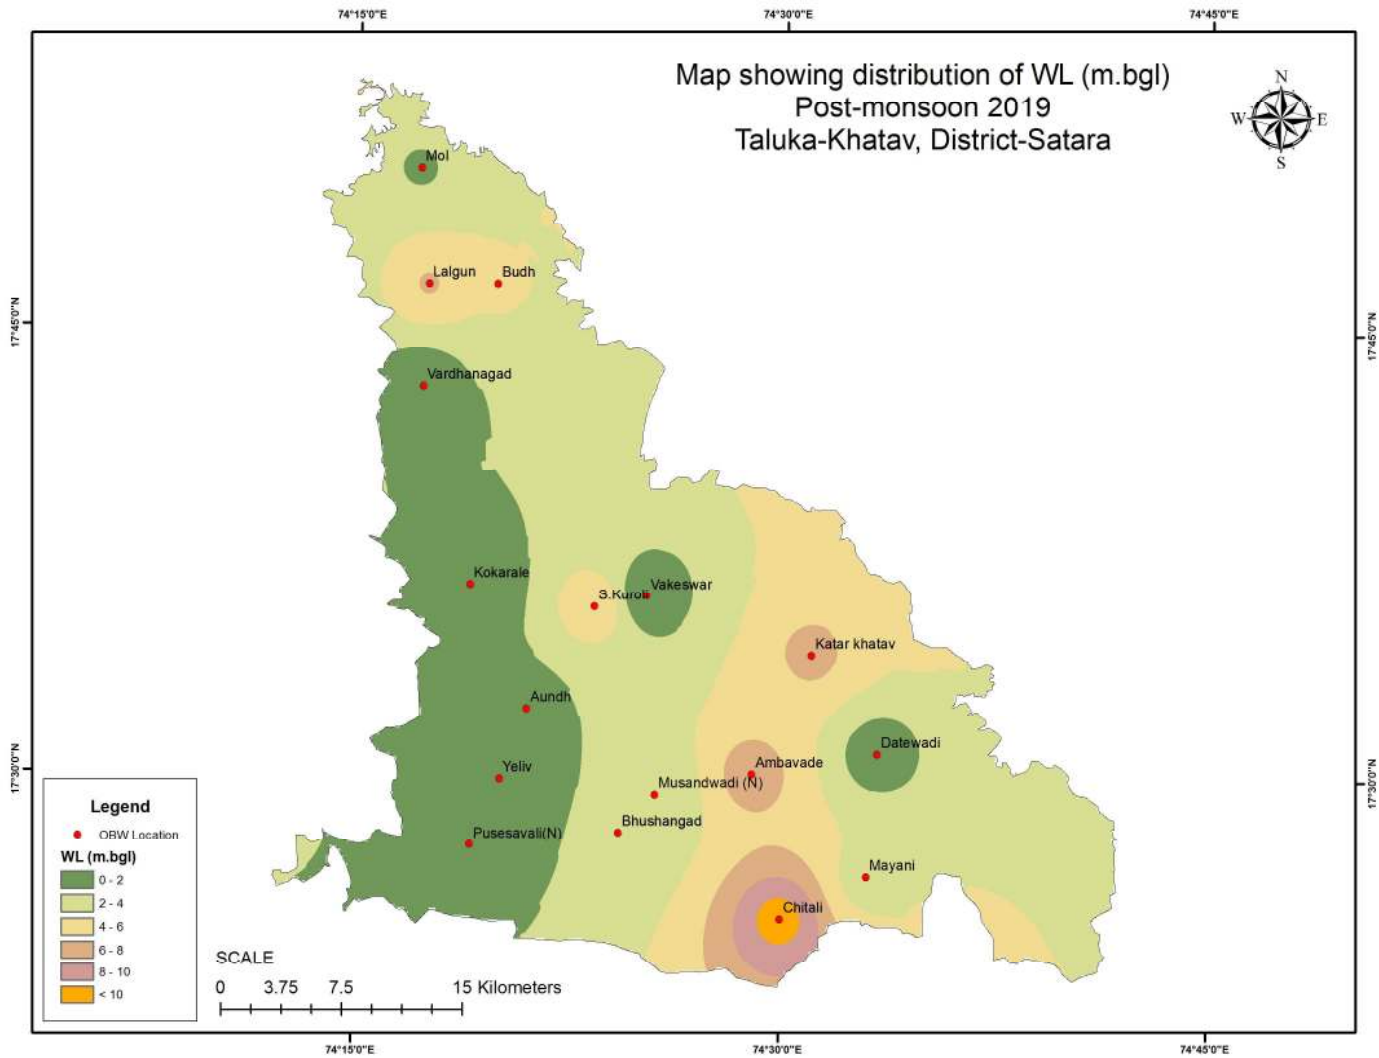 74°15'0"E
74°30'0"E
74°45'0"E
Map showing distribution of WL (m.bgl)
Post-monsoon 2019
Taluka-Khatav, District-Satara
N
W
E
S
Mol
Lalgun
Budh
17°45'0"N
17°45'0"N
Vardhanagad
Kokarale
S.Kuroli
Vakeswar
Katar khatav
Aundh
Datewadi
Yeliv
Ambavade
Musandwadi (N)
17°30'0"N
17°30'0"N
Bhushangad
Pusesavali(N)
Mayani
Chitali
Legend
OBW Location
WL (m.bgl)
0 - 2
2 - 4
4 - 6
6 - 8
8 - 10
< 10
SCALE
0 3.75 7.5 15 Kilometers
74°15'0"E
74°30'0"E
74°45'0"E